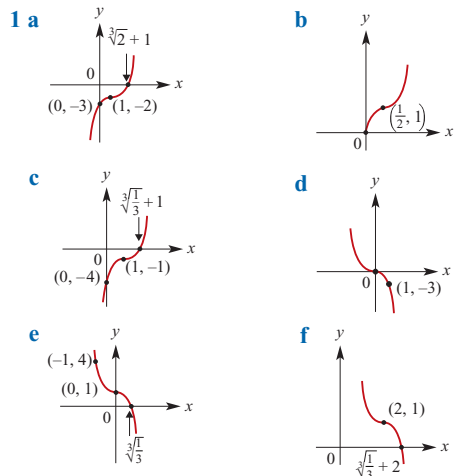 1 a
y
∛2 + 1
0
x
(0, –3)
(1, –2)
b
y
(1/2, 1)
0
x
c
y
∛(1/3) + 1
0
x
(1, –1)
(0, –4)
d
y
0
x
(1, –3)
e
y
(–1, 4)
(0, 1)
0
x
∛(1/3)
f
y
(2, 1)
0
x
∛(1/3) + 2